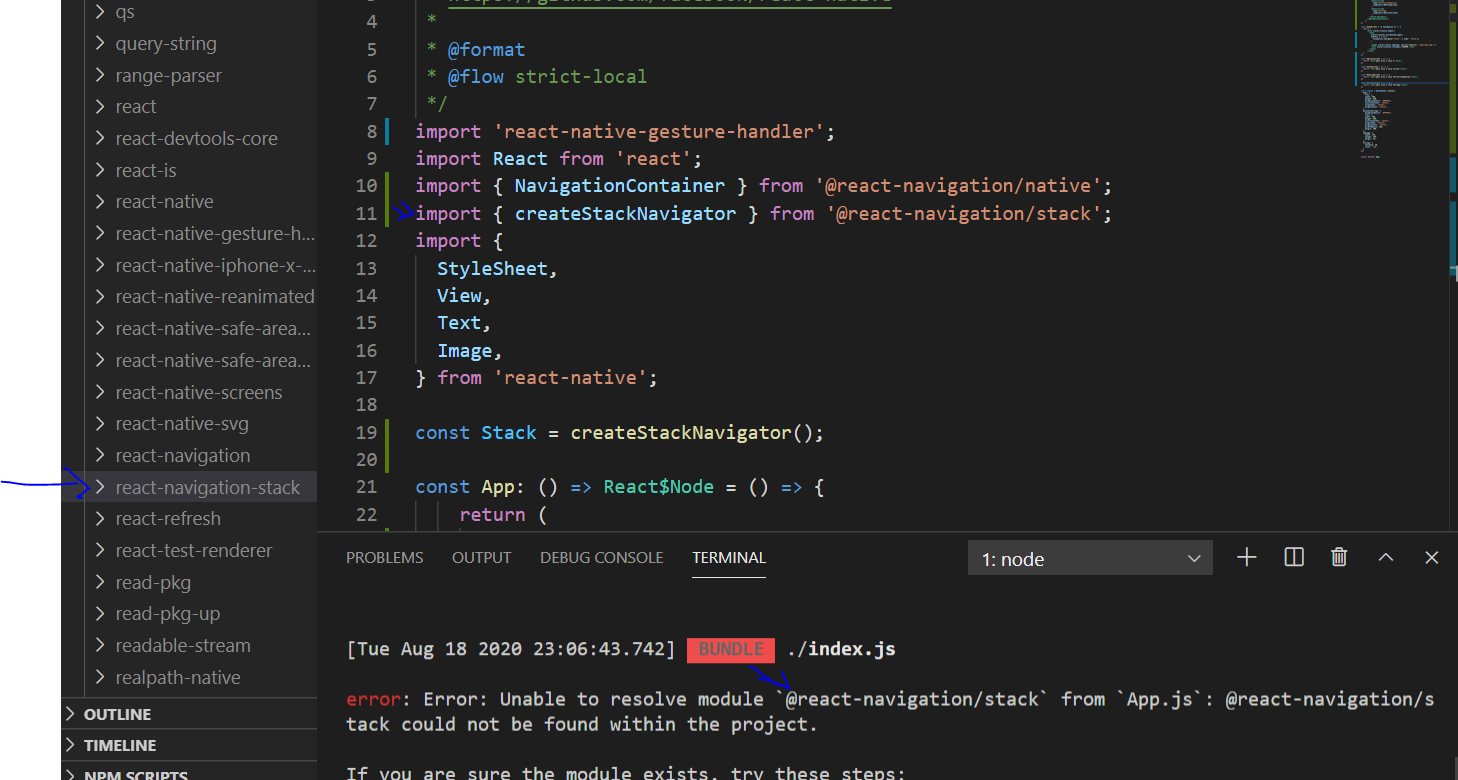 qs
query-string
range-parser
react
react-devtools-core
react-is
react-native
react-native-gesture-h...
react-native-iphone-x-...
react-native-reanimated
react-native-safe-area...
react-native-safe-area...
react-native-screens
react-native-svg
react-navigation
react-navigation-stack
react-refresh
react-test-renderer
read-pkg
read-pkg-up
readable-stream
realpath-native
OUTLINE
TIMELINE
NPM SCRIPTS
4 *
5 * @format
6 * @flow strict-local
7 */
8 import 'react-native-gesture-handler';
9 import React from 'react';
10 import { NavigationContainer } from '@react-navigation/native';
11 import { createStackNavigator } from '@react-navigation/stack';
12 import {
13 StyleSheet,
14 View,
15 Text,
16 Image,
17 } from 'react-native';
18
19 const Stack = createStackNavigator();
20
21 const App: () => React$Node = () => {
22 return (
PROBLEMS OUTPUT DEBUG CONSOLE TERMINAL 1: node
[Tue Aug 18 2020 23:06:43.742] BUNDLE ./index.js
error: Error: Unable to resolve module `@react-navigation/stack` from `App.js`: @react-navigation/s
tack could not be found within the project.
If you are sure the module exists, try these steps: